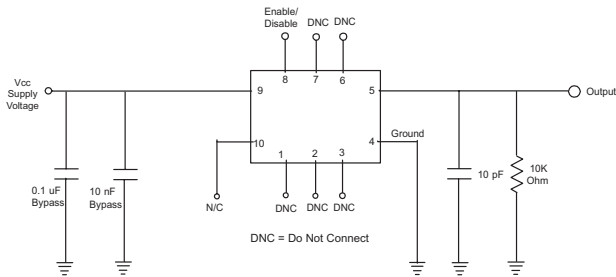 Enable/
Disable
DNC
DNC
8
7
6
Vcc
Supply
Voltage
9
5
Output
10
4
Ground
1
2
3
0.1 uF
Bypass
10 nF
Bypass
10 pF
10K
Ohm
N/C
DNC
DNC
DNC
DNC = Do Not Connect